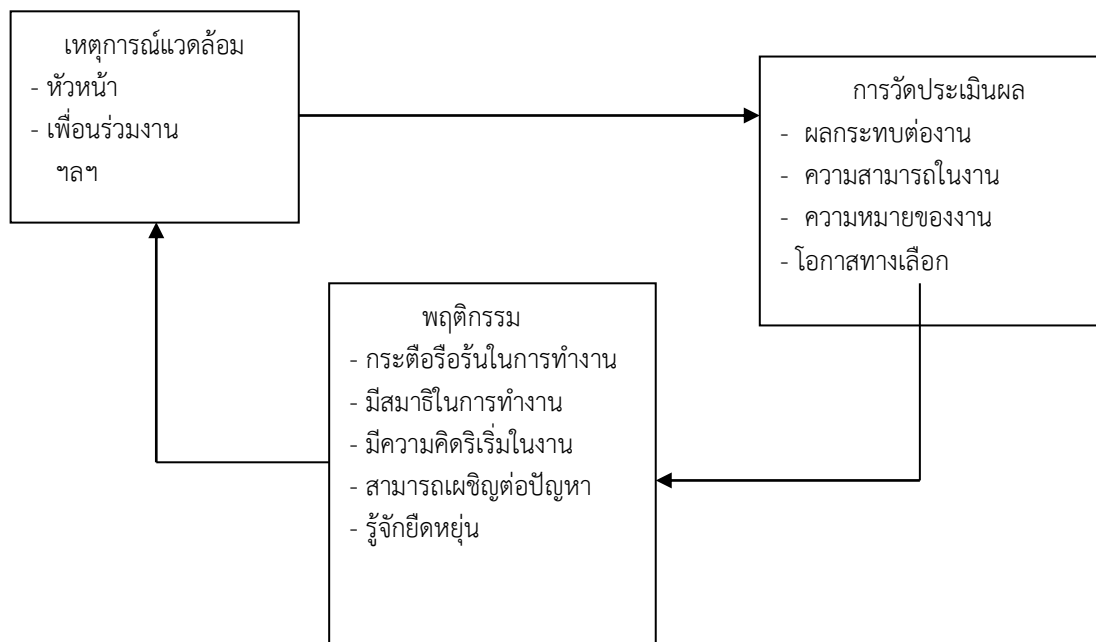 เหตุการณ์แวดล้อม
- หัวหน้า
- เพื่อนร่วมงาน
ฯลฯ
การวัดประเมินผล
- ผลกระทบต่องาน
- ความสามารถในงาน
- ความหมายของงาน
- โอกาสทางเลือก
พฤติกรรม
- กระตือรือร้นในการทำงาน
- มีสมาธิในการทำงาน
- มีความคิดริเริ่มในงาน
- สามารถเผชิญต่อปัญหา
- รู้จักยืดหยุ่น